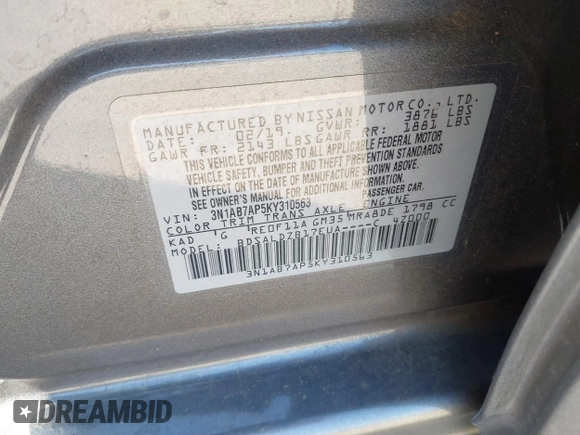 MANUFACTURED BY NISSAN MOTOR CO., LTD.
02/19. GVWR: 3876 LBS
GAWR FR: 2143 LBS GAWR RR: 1881 LBS
THIS VEHICLE CONFORMS TO ALL APPLICABLE FEDERAL MOTOR
VEHICLE SAFETY, BUMPER AND THEFT PREVENTION STANDARDS
IN EFFECT ON THE DATE OF MANUFACTURE SHOWN ABOVE.
SEE OWNER'S MANUAL FOR ADDITIONAL INFORMATION.
VIN: 3N1AB7AP5KY310563 PASSENGER CAR.
COLOR TRIM TRANS AXLE ENGINE
KAD G RE0F11A GM35 MRA8DE 1798 CC
BDSALDZB17EUA----C 47000
3N1AB7AP5KY310563
DREAMBID